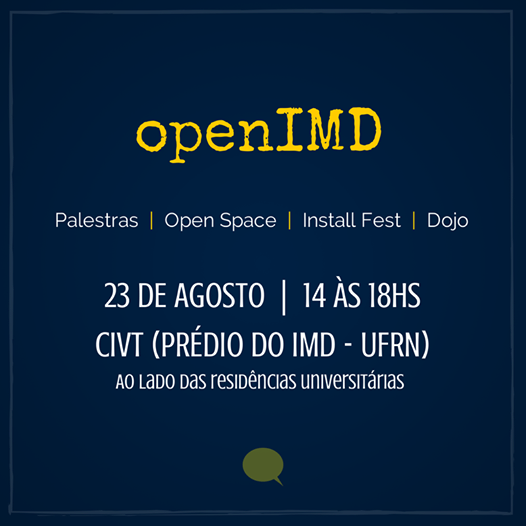 openIMD
Palestras | Open Space | Install Fest | Dojo
23 DE AGOSTO | 14 ÀS 18HS
CIVT (PRÉDIO DO IMD - UFRN)
AO LADO DAS RESIDÊNCIAS UNIVERSITÁRIAS